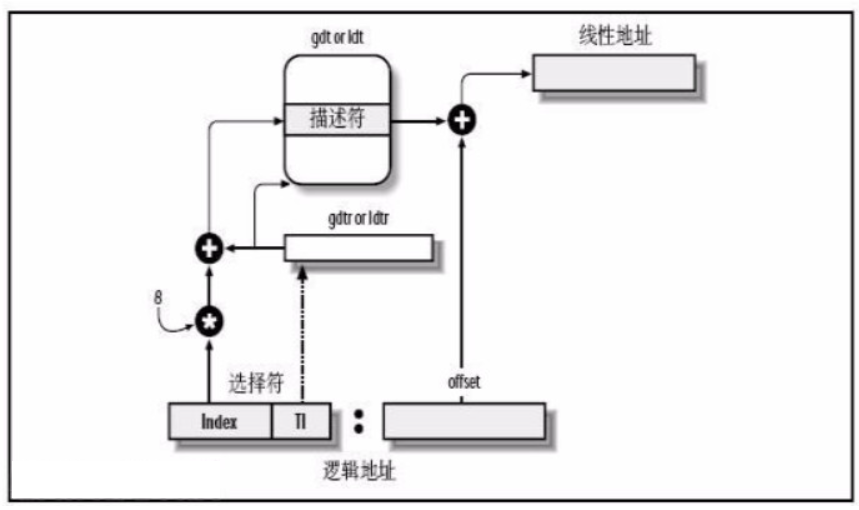 gdt or ldt
线性地址
描述符
gdtr or ldtr
8
选择符
offset
Index
TI
:
逻辑地址